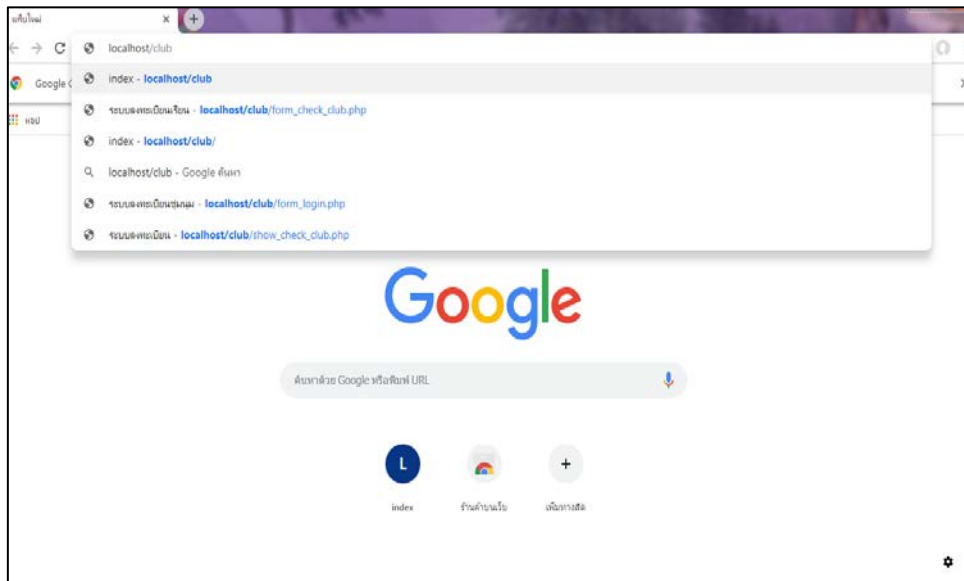 แท็บใหม่
localhost/club
index - localhost/club
Google
ระบบลงทะเบียนเรียน - localhost/club/form_check_club.php
แอป
index - localhost/club/
localhost/club - Google ค้นหา
ระบบลงทะเบียนชุมนุม - localhost/club/form_login.php
ระบบลงทะเบียน - localhost/club/show_check_club.php
Google
ค้นหาด้วย Google หรือพิมพ์ URL
L
index
ร้านค้าบนเว็บ
เพิ่มทางลัด